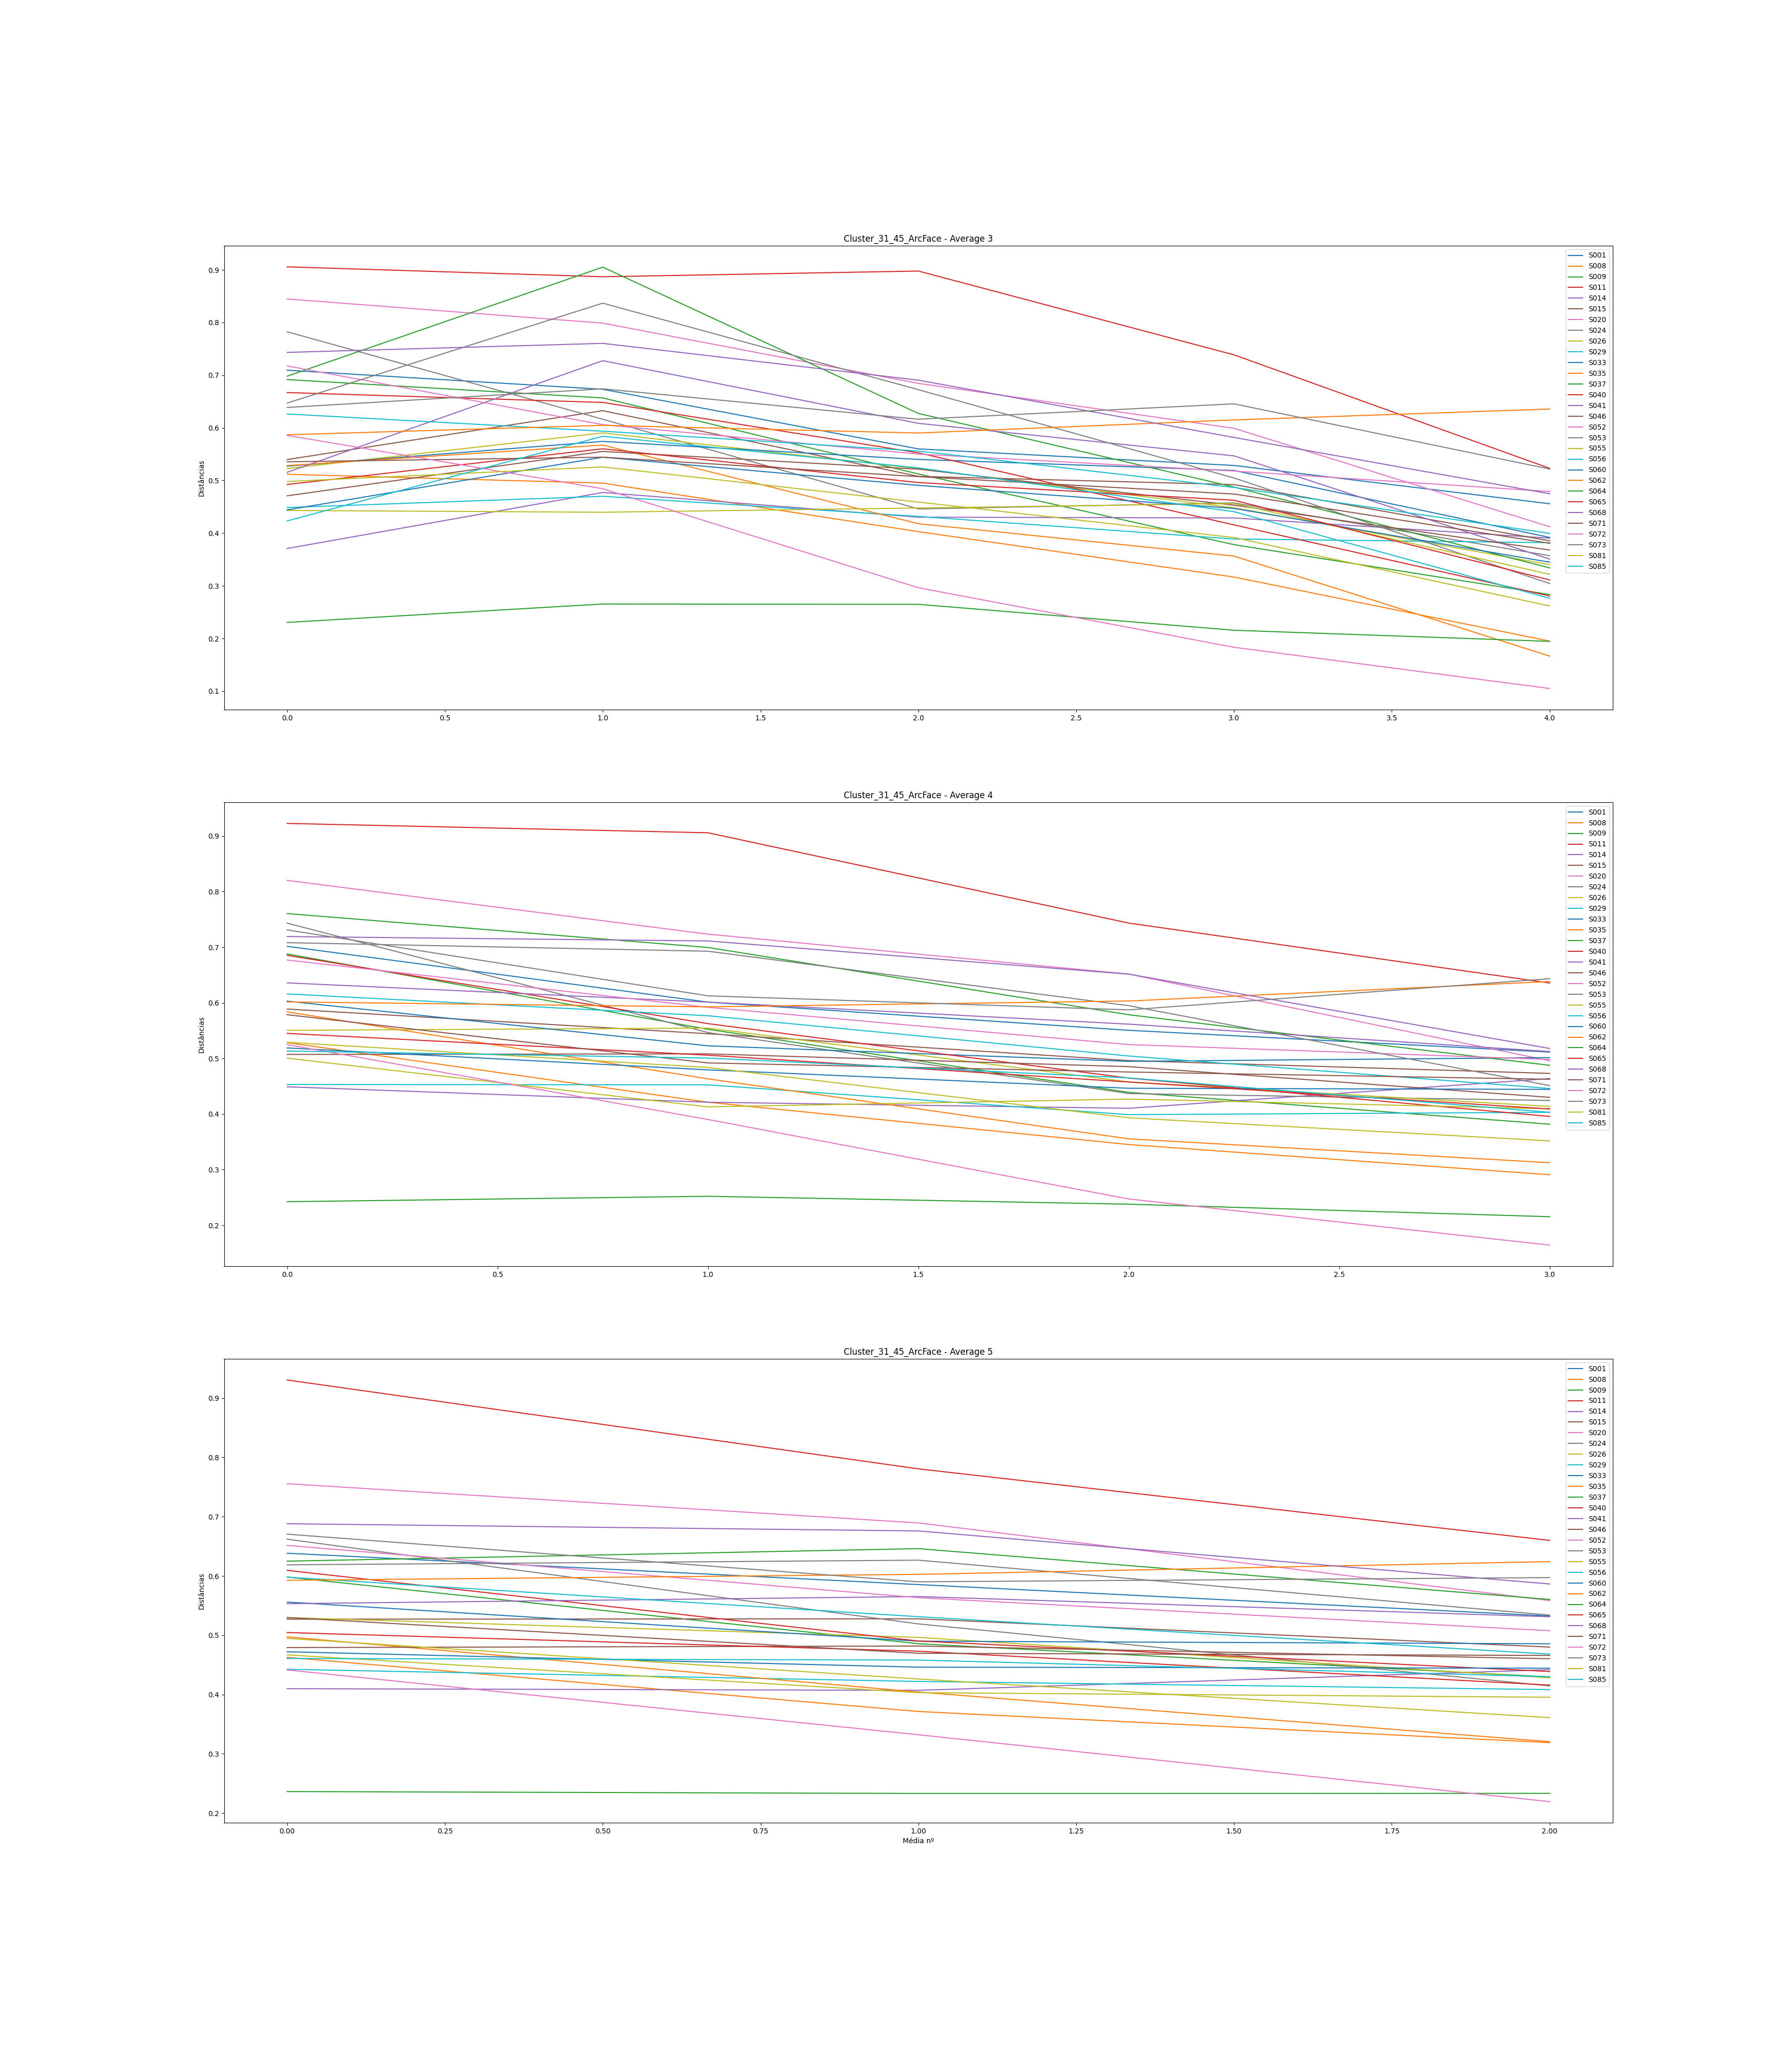 Cluster_31_45_ArcFace - Average 3
Distâncias
0.9
0.8
0.7
0.6
0.5
0.4
0.3
0.2
0.1
0.0 0.5 1.0 1.5 2.0 2.5 3.0 3.5 4.0
S001
S008
S009
S011
S014
S015
S020
S024
S026
S029
S033
S035
S037
S040
S041
S046
S052
S053
S055
S056
S060
S062
S064
S065
S068
S071
S072
S073
S081
S085
Cluster_31_45_ArcFace - Average 4
Distâncias
0.9
0.8
0.7
0.6
0.5
0.4
0.3
0.2
0.0 0.5 1.0 1.5 2.0 2.5 3.0
S001
S008
S009
S011
S014
S015
S020
S024
S026
S029
S033
S035
S037
S040
S041
S046
S052
S053
S055
S056
S060
S062
S064
S065
S068
S071
S072
S073
S081
S085
Cluster_31_45_ArcFace - Average 5
Distâncias
0.9
0.8
0.7
0.6
0.5
0.4
0.3
0.2
0.00 0.25 0.50 0.75 1.00 1.25 1.50 1.75 2.00
Média nº
S001
S008
S009
S011
S014
S015
S020
S024
S026
S029
S033
S035
S037
S040
S041
S046
S052
S053
S055
S056
S060
S062
S064
S065
S068
S071
S072
S073
S081
S085